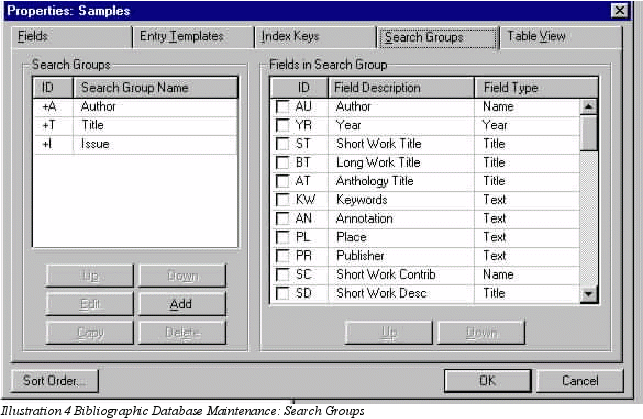 Properties: Samples
Fields Entry Templates Index Keys Search Groups Table View
Search Groups
ID Search Group Name
+A Author
+T Title
+I Issue
Up Down
Edit Add
Copy Delete
Fields in Search Group
ID Field Description Field Type
AU Author Name
YR Year Year
ST Short Work Title Title
BT Long Work Title Title
AT Anthology Title Title
KW Keywords Text
AN Annotation Text
PL Place Text
PR Publisher Text
SC Short Work Contrib Name
SD Short Work Desc Title
Up Down
Sort Order... OK Cancel
Illustration 4 Bibliographic Database Maintenance: Search Groups